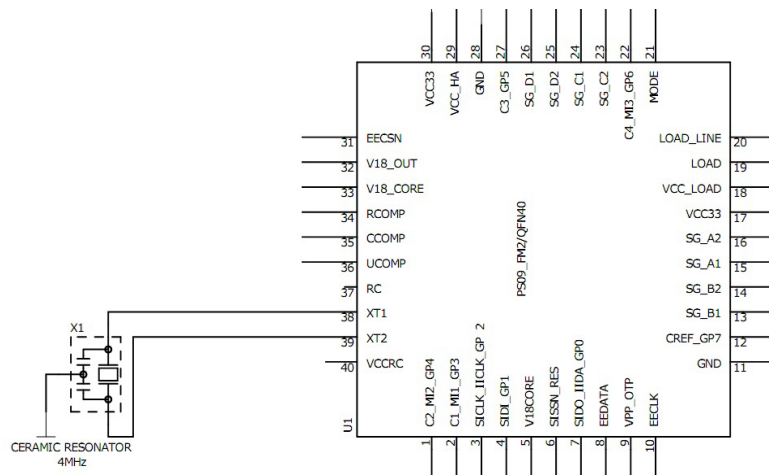 30 29 28 27 26 25 24 23 22 21
VCC33 VCC_HA GND C3_GP5 SG_D1 SG_D2 SG_C1 SG_C2 C4_MI3_GP6 MODE
31 EECSN
32 V18_OUT
33 V18_CORE
34 RCOMP
35 CCOMP
36 UCOMP
37 RC
38 XT1
39 XT2
40 VCCRC
PS09_FM2/QFN40
LOAD_LINE 20
LOAD 19
VCC_LOAD 18
VCC33 17
SG_A2 16
SG_A1 15
SG_B2 14
SG_B1 13
CREF_GP7 12
GND 11
X1
CERAMIC RESONATOR
4MHz
U1
C2_MI2_GP4 C1_MI1_GP3 SICLK_IICLK_GP 2 SIDI_GP1 V18CORE SISSN_RES SIDO_IIDA_GP0 EEDATA VPP_OTP EECLK
1 2 3 4 5 6 7 8 9 10